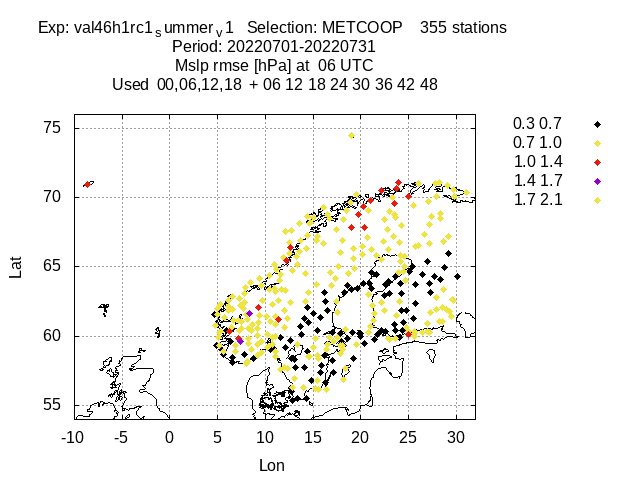 Exp: val46h1rc1summerv1 Selection: METCOOP 355 stations
Period: 20220701-20220731
Mslp rmse [hPa] at 06 UTC
Used 00,06,12,18 + 06 12 18 24 30 36 42 48
0.3 0.7
0.7 1.0
1.0 1.4
1.4 1.7
1.7 2.1
75
70
65
60
55
Lat
-10 -5 0 5 10 15 20 25 30
Lon